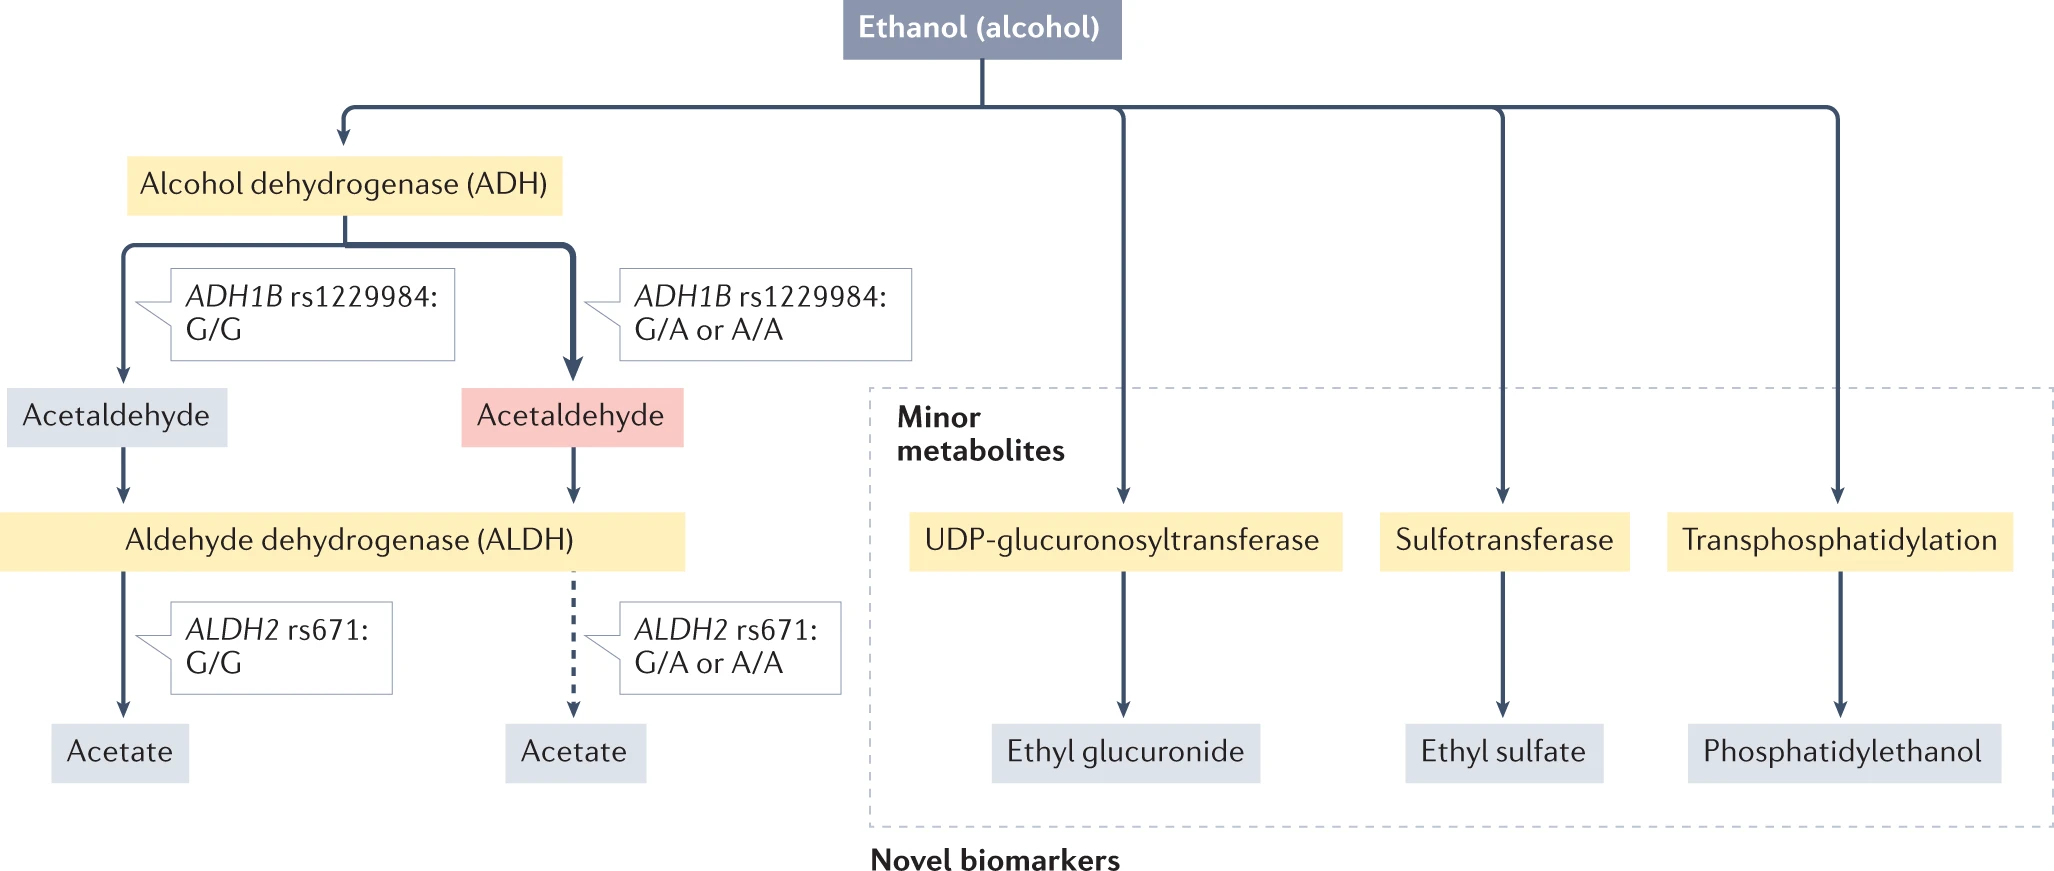 Ethanol (alcohol)
Alcohol dehydrogenase (ADH)
ADH1B rs1229984:
G/G
ADH1B rs1229984:
G/A or A/A
Acetaldehyde
Acetaldehyde
Minor
metabolites
Aldehyde dehydrogenase (ALDH)
UDP-glucuronosyltransferase
Sulfotransferase
Transphosphatidylation
ALDH2 rs671:
G/G
ALDH2 rs671:
G/A or A/A
Acetate
Acetate
Ethyl glucuronide
Ethyl sulfate
Phosphatidylethanol
Novel biomarkers